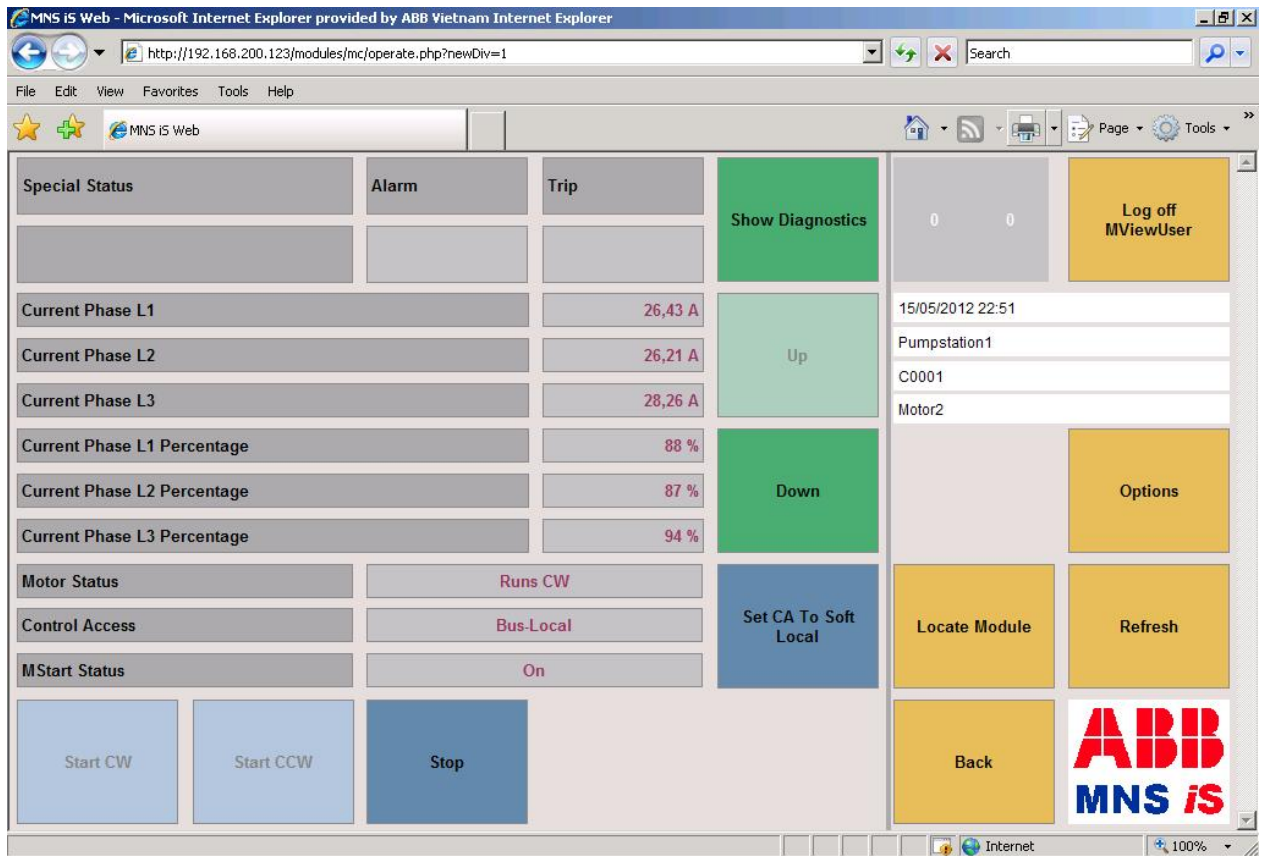 MNS iS Web - Microsoft Internet Explorer provided by ABB Vietnam Internet Explorer
http://192.168.200.123/modules/mc/operate.php?newDiv=1
Search
File Edit View Favorites Tools Help
MNS iS Web
Page
Tools
Special Status
Alarm
Trip
Show Diagnostics
0 0
Log off
MViewUser
Current Phase L1
26,43 A
Current Phase L2
26,21 A
Current Phase L3
28,26 A
Up
15/05/2012 22:51
Pumpstation1
C0001
Motor2
Current Phase L1 Percentage
88 %
Current Phase L2 Percentage
87 %
Current Phase L3 Percentage
94 %
Down
Options
Motor Status
Runs CW
Control Access
Bus-Local
MStart Status
On
Set CA To Soft
Local
Locate Module
Refresh
Start CW
Start CCW
Stop
Back
ABB
MNS iS
Internet
100%